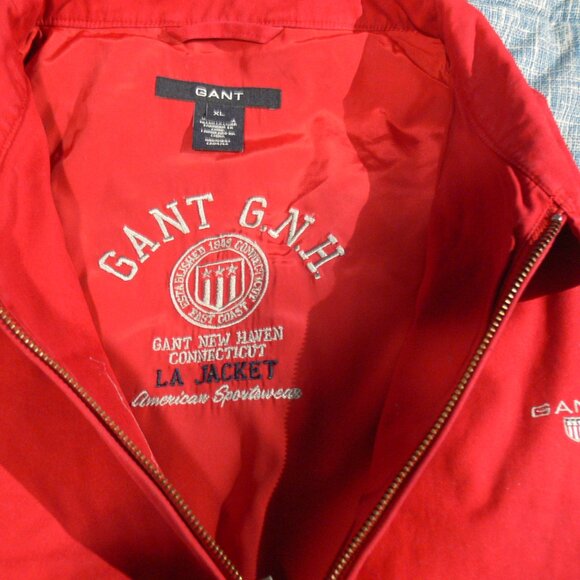 GANT
XL
GANT G.N.H.
ESTABLISHED 1949 CONNECTICUT
EAST COAST
GANT NEW HAVEN
CONNECTICUT
LA JACKET
American Sportswear
GANT